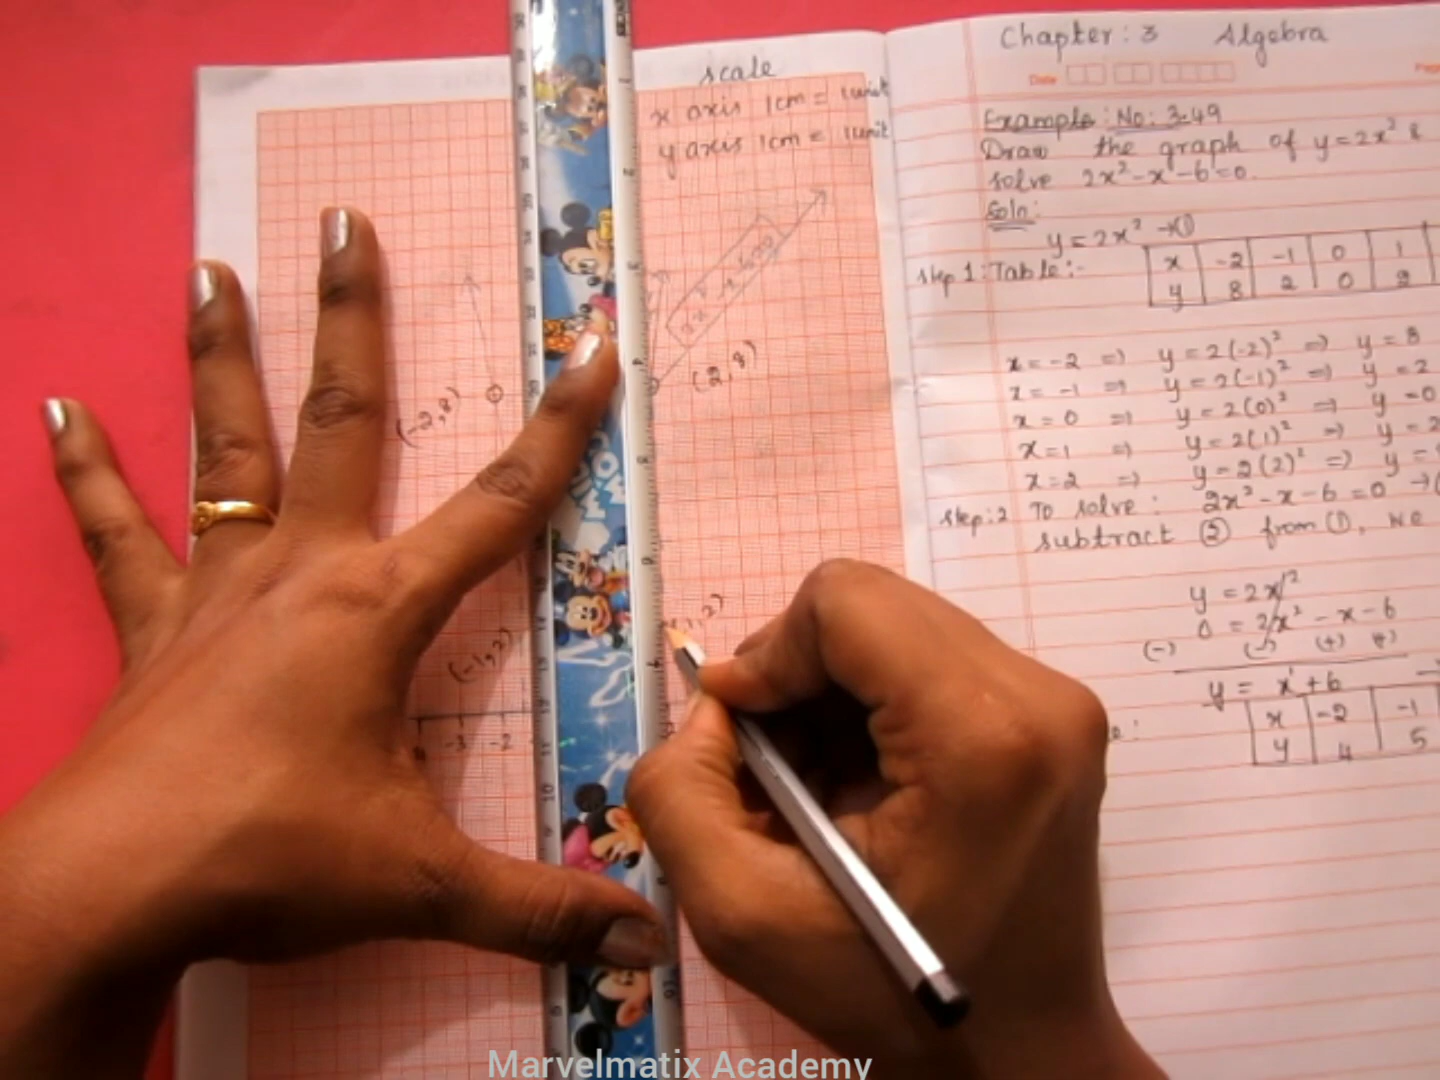 scale
x axis 1cm = 1unit
y axis 1cm = 1unit
(2,8)
(-2,8)
(-1,2)
-3 -2
Chapter: 3 Algebra
Date
Example: No: 3.49
Draw the graph of y=2x² &
solve 2x²-x-6=0.
Soln:
y=2x² →①
step 1: Table:-
x -2 -1 0 1
y 8 2 0 2
x=-2 ⇒ y=2(-2)² ⇒ y=8
x=-1 ⇒ y=2(-1)² ⇒ y=2
x=0 ⇒ y=2(0)² ⇒ y=0
x=1 ⇒ y=2(1)² ⇒ y=2
x=2 ⇒ y=2(2)² ⇒ y=
step:2 To solve: 2x²-x-6=0 →
subtract ② from ①, we
y = 2x²
0 = 2x² - x - 6
(-) (-) (+) (+)
y = x+6
x -2 -1
y 4 5
Marvelmatix Academy